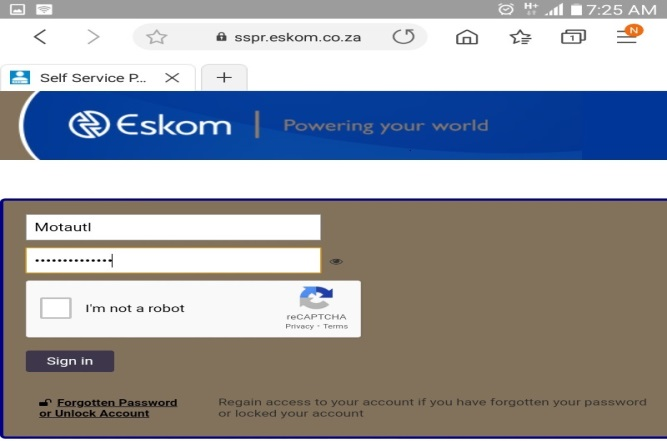 H+ 7:25 AM
sspr.eskom.co.za 1 N
Self Service P...
Eskom Powering your world
Motautl
••••••••••••••
I'm not a robot
reCAPTCHA
Privacy - Terms
Sign in
Forgotten Password Regain access to your account if you have forgotten your password
or Unlock Account or locked your account